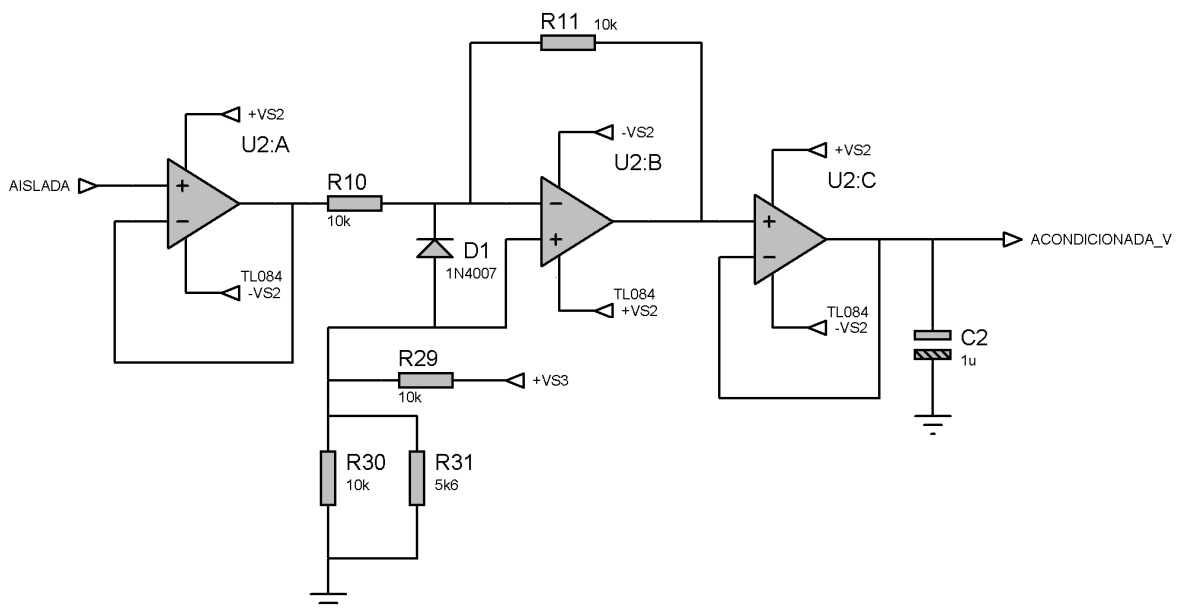 R11 10k
+VS2
U2:A
AISLADA
+
-
TL084
-VS2
R10
10k
D1
1N4007
-VS2
U2:B
-
+
TL084
+VS2
+VS2
U2:C
+
-
TL084
-VS2
ACONDICIONADA_V
C2
1u
R29
10k
+VS3
R30
10k
R31
5k6